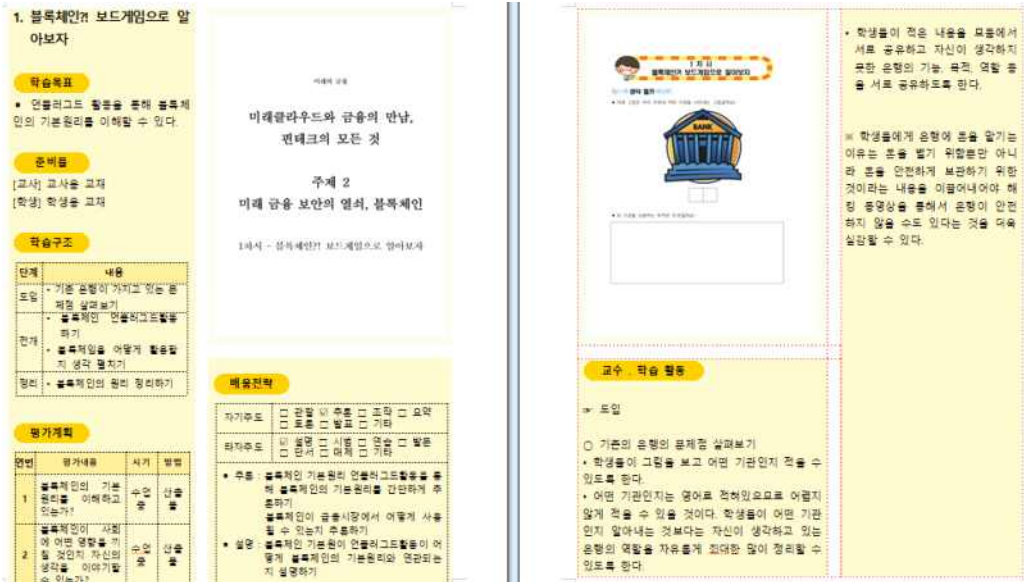 1. 블록체인?! 보드게임으로 알
아보자
학습목표
● 언플러그드 활동을 통해 블록체
인의 기본원리를 이해할 수 있다.
준비물
[교사] 교사용 교재
[학생] 학생용 교재
학습구조
단계 내용
도입 • 기존 은행이 가지고 있는 문
제점 살펴보기
전개 • 블록체인 언플러그드활동
하기
• 블록체인을 어떻게 활용할
지 생각 펼치기
정리 • 블록체인의 원리 정리하기
평가계획
연번 평가내용 시기 방법
1 블록체인의 기본
원리를 이해하고
있는가?
수업
중
산출
물
2 블록체인이 사회
에 어떤 영향을 끼
칠 것인지 자신의
생각을 이야기할
수 있는가?
수업
중
산출
물
미래의 금융
미래클라우드와 금융의 만남,
핀테크의 모든 것
주제 2
미래 금융 보안의 열쇠, 블록체인
1차시 - 블록체인?! 보드게임으로 알아보자
배움전략
자기주도 □ 관찰 ☑ 추론 □ 조작 □ 요약
□ 토론 □ 발표 □ 기타
타자주도 ☑ 설명 □ 시범 □ 연습 □ 발문
□ 단서 □ 과제 □ 기타
● 추론 : 블록체인 기본원리 언플러그드활동을 통
해 블록체인의 기본원리를 간단하게 추
론하기
블록체인이 금융시장에서 어떻게 사용
될 수 있는지 추론하기
● 설명 : 블록체인 기본원이 언플러그드활동이 어
떻게 블록체인의 기본원리와 연관되는
지 설명하기
1 차 시
블록체인?! 보드게임으로 알아보자
생각 열기
BANK
교수 . 학습 활동
☞ 도입
○ 기존의 은행의 문제점 살펴보기
• 학생들이 그림을 보고 어떤 기관인지 적을 수
있도록 한다.
• 어떤 기관인지는 영어로 적혀있으므로 어렵지
않게 적을 수 있을 것이다. 학생들이 어떤 기관
인지 알아내는 것보다는 자신이 생각하고 있는
은행의 역할을 자유롭게 최대한 많이 정리할 수
있도록 한다.
• 학생들이 적은 내용을 모둠에서
서로 공유하고 자신이 생각하지
못한 은행의 기능, 목적, 역할 등
을 서로 공유하도록 한다.
※ 학생들에게 은행에 돈을 맡기는
이유는 돈을 벌기 위함뿐만 아니
라 돈을 안전하게 보관하기 위한
것이라는 내용을 이끌어내어야 해
킹 동영상을 통해서 은행이 안전
하지 않을 수도 있다는 것을 더욱
실감할 수 있다.